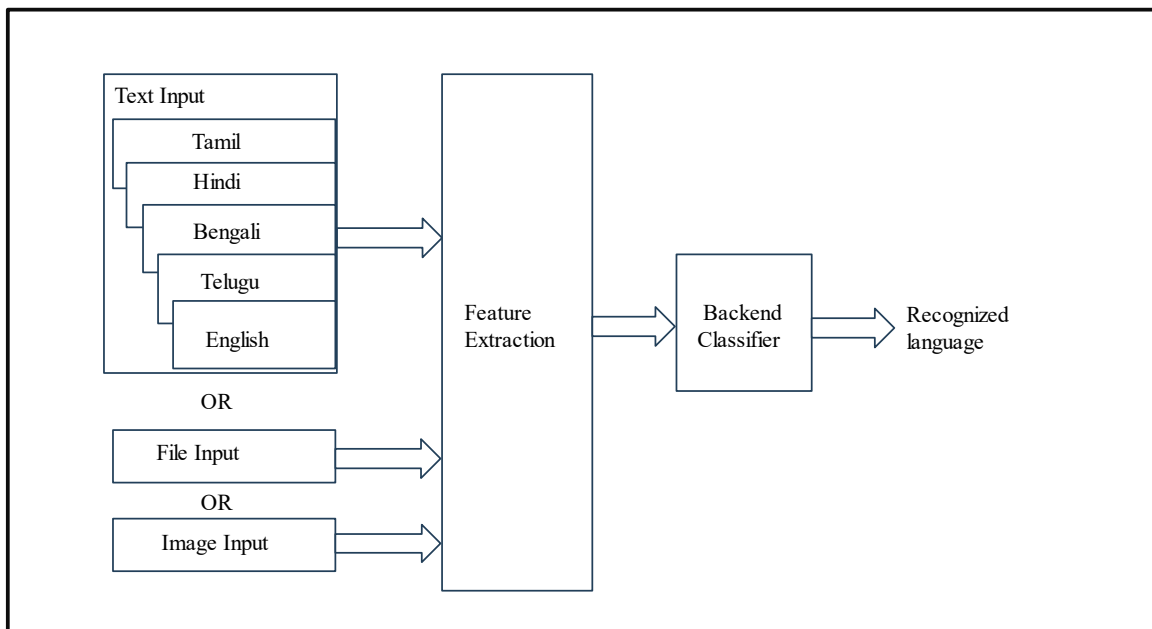 Text Input
Tamil
Hindi
Bengali
Telugu
English
OR
File Input
OR
Image Input
Feature
Extraction
Backend
Classifier
Recognized
language